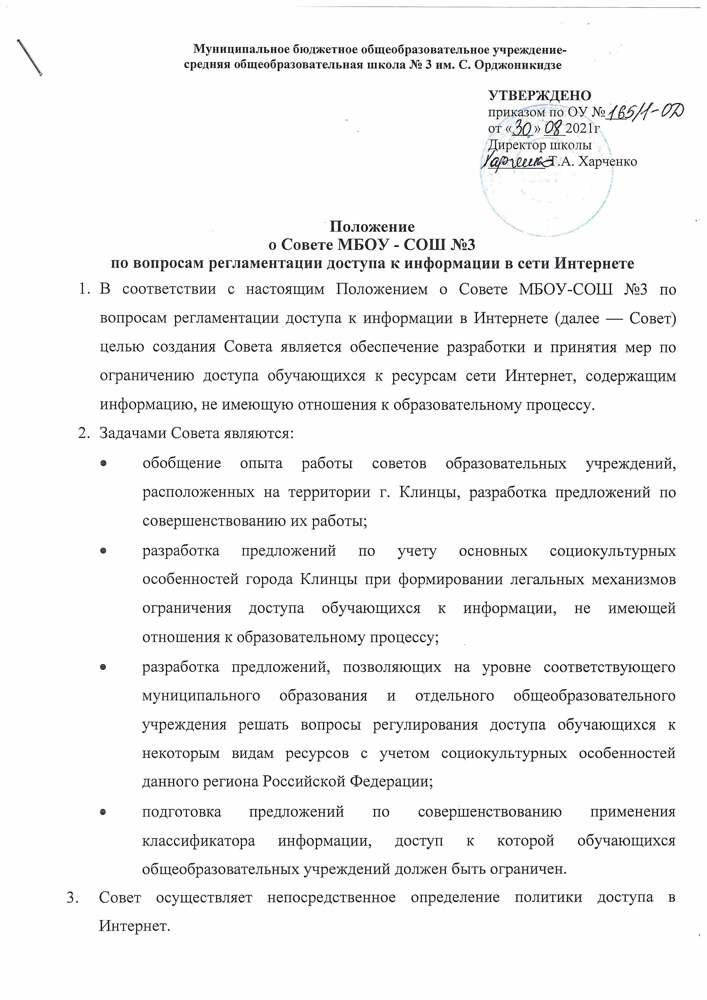 Муниципальное бюджетное общеобразовательное учреждение-
средняя общеобразовательная школа № 3 им. С. Орджоникидзе
УТВЕРЖДЕНО
приказом по ОУ № 165/1-ОД
от «30» 08 2021г
Директор школы
Харченко Т.А. Харченко
Положение
о Совете МБОУ - СОШ №3
по вопросам регламентации доступа к информации в сети Интернете
1. В соответствии с настоящим Положением о Совете МБОУ-СОШ №3 по
вопросам регламентации доступа к информации в Интернете (далее — Совет)
целью создания Совета является обеспечение разработки и принятия мер по
ограничению доступа обучающихся к ресурсам сети Интернет, содержащим
информацию, не имеющую отношения к образовательному процессу.
2. Задачами Совета являются:
• обобщение опыта работы советов образовательных учреждений,
расположенных на территории г. Клинцы, разработка предложений по
совершенствованию их работы;
• разработка предложений по учету основных социокультурных
особенностей города Клинцы при формировании легальных механизмов
ограничения доступа обучающихся к информации, не имеющей
отношения к образовательному процессу;
• разработка предложений, позволяющих на уровне соответствующего
муниципального образования и отдельного общеобразовательного
учреждения решать вопросы регулирования доступа обучающихся к
некоторым видам ресурсов с учетом социокультурных особенностей
данного региона Российской Федерации;
• подготовка предложений по совершенствованию применения
классификатора информации, доступ к которой обучающихся
общеобразовательных учреждений должен быть ограничен.
3. Совет осуществляет непосредственное определение политики доступа в
Интернет.